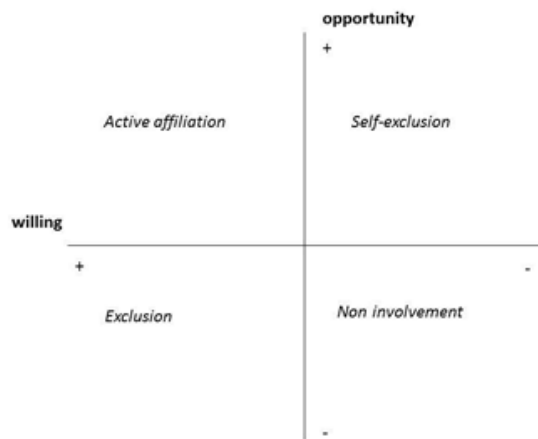 opportunity
+
Active affiliation
Self-exclusion
willing
+
-
Exclusion
Non involvement
-